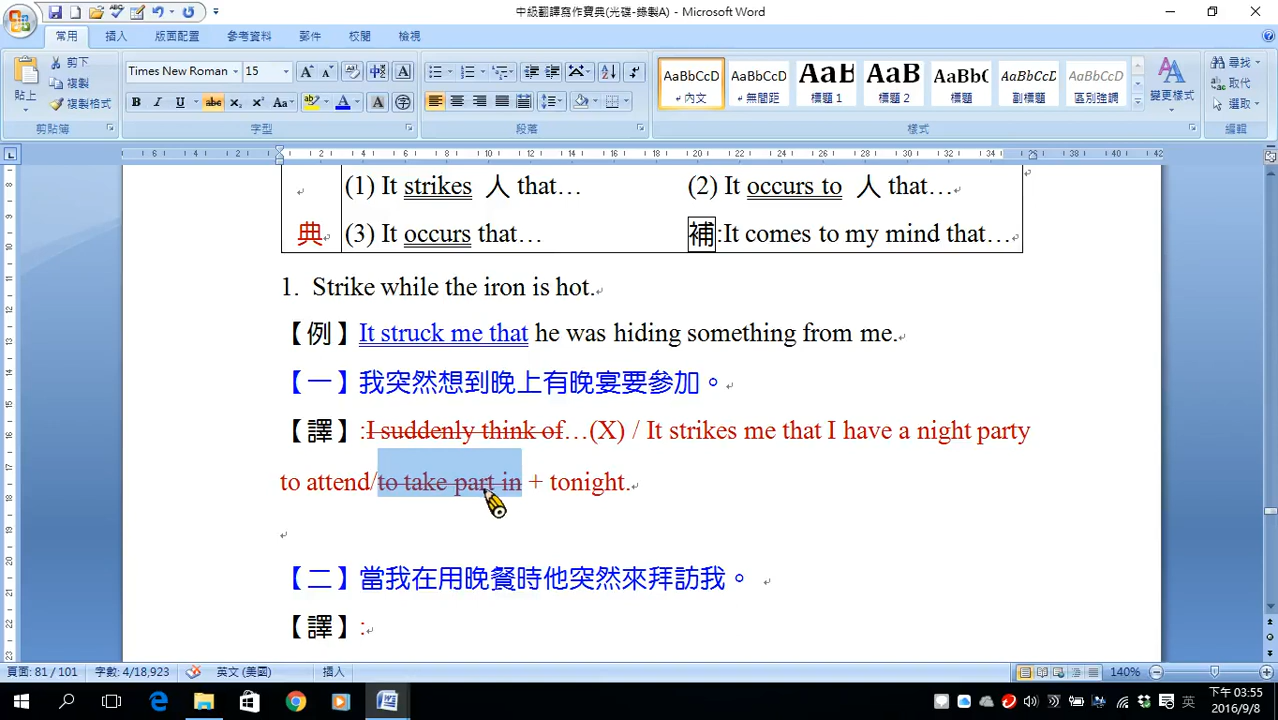 中級翻譯寫作寶典(光碟-錄製A) - Microsoft Word
常用 插入 版面配置 參考資料 郵件 校閱 檢視
貼上 剪下 複製 複製格式 剪貼簿
Times New Roman 15 字型
段落
AaBbCcD AaBbCcD AaBb AaB AaBbC AaBbCcD AaBbCcD
內文 無間距 標題 1 標題 2 標題 副標題 區別強調 變更樣式 樣式
尋找 取代 選取 編輯
(1) It strikes 人 that… (2) It occurs to 人 that…
典 (3) It occurs that… 補:It comes to my mind that…
1. Strike while the iron is hot.
【例】It struck me that he was hiding something from me.
【一】我突然想到晚上有晚宴要參加。
【譯】:I suddenly think of…(X) / It strikes me that I have a night party
to attend/to take part in + tonight.
【二】當我在用晚餐時他突然來拜訪我。
【譯】:
頁面: 81 / 101 字數: 4/18,923 英文 (美國) 插入 140%
英 下午 03:55
2016/9/8